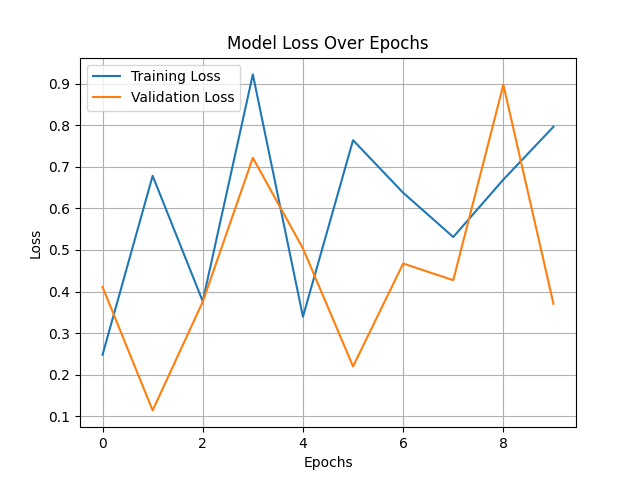 Model Loss Over Epochs
Training Loss
Validation Loss
0.9
0.8
0.7
0.6
0.5
0.4
0.3
0.2
0.1
Loss
0 2 4 6 8
Epochs